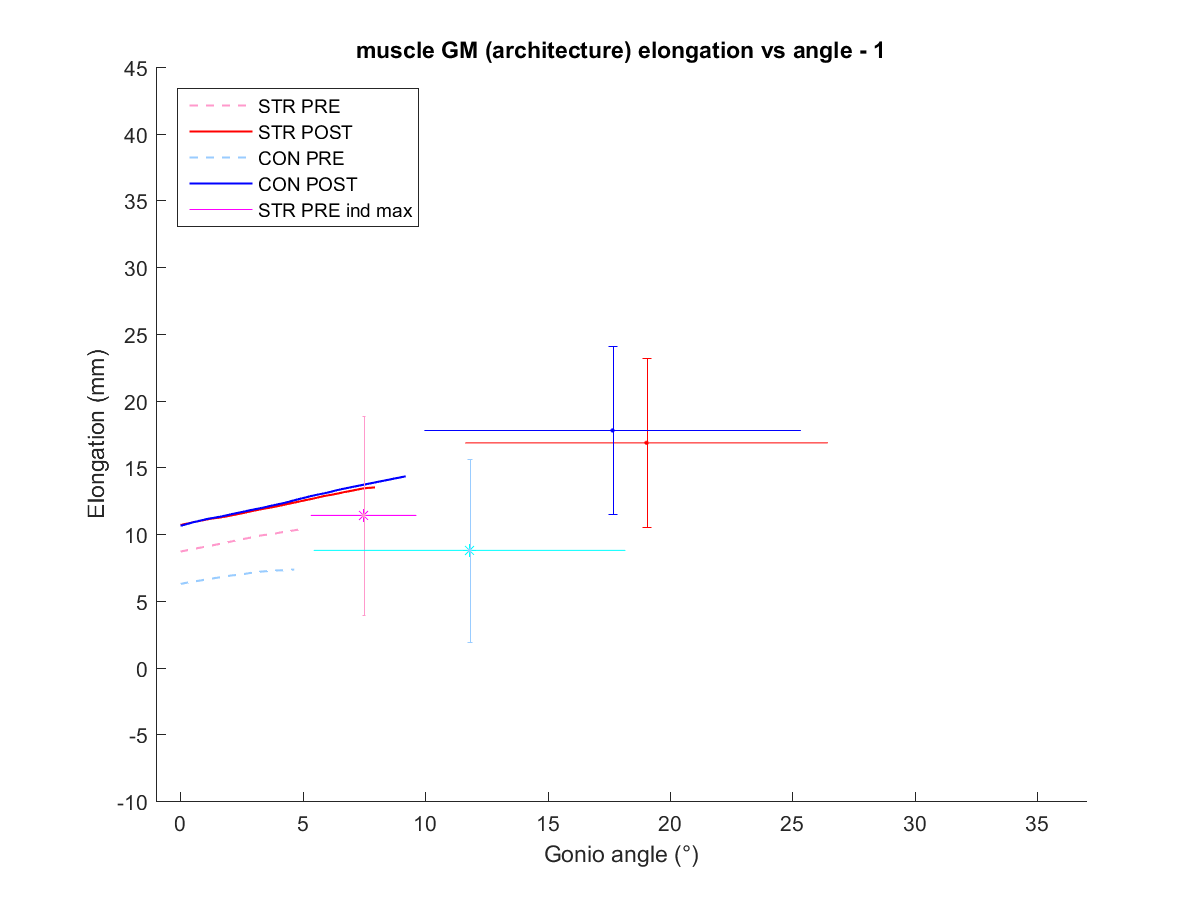 muscle GM (architecture) elongation vs angle - 1
45
40
35
30
25
20
15
10
5
0
-5
-10
Elongation (mm)
STR PRE
STR POST
CON PRE
CON POST
STR PRE ind max
0 5 10 15 20 25 30 35
Gonio angle (°)